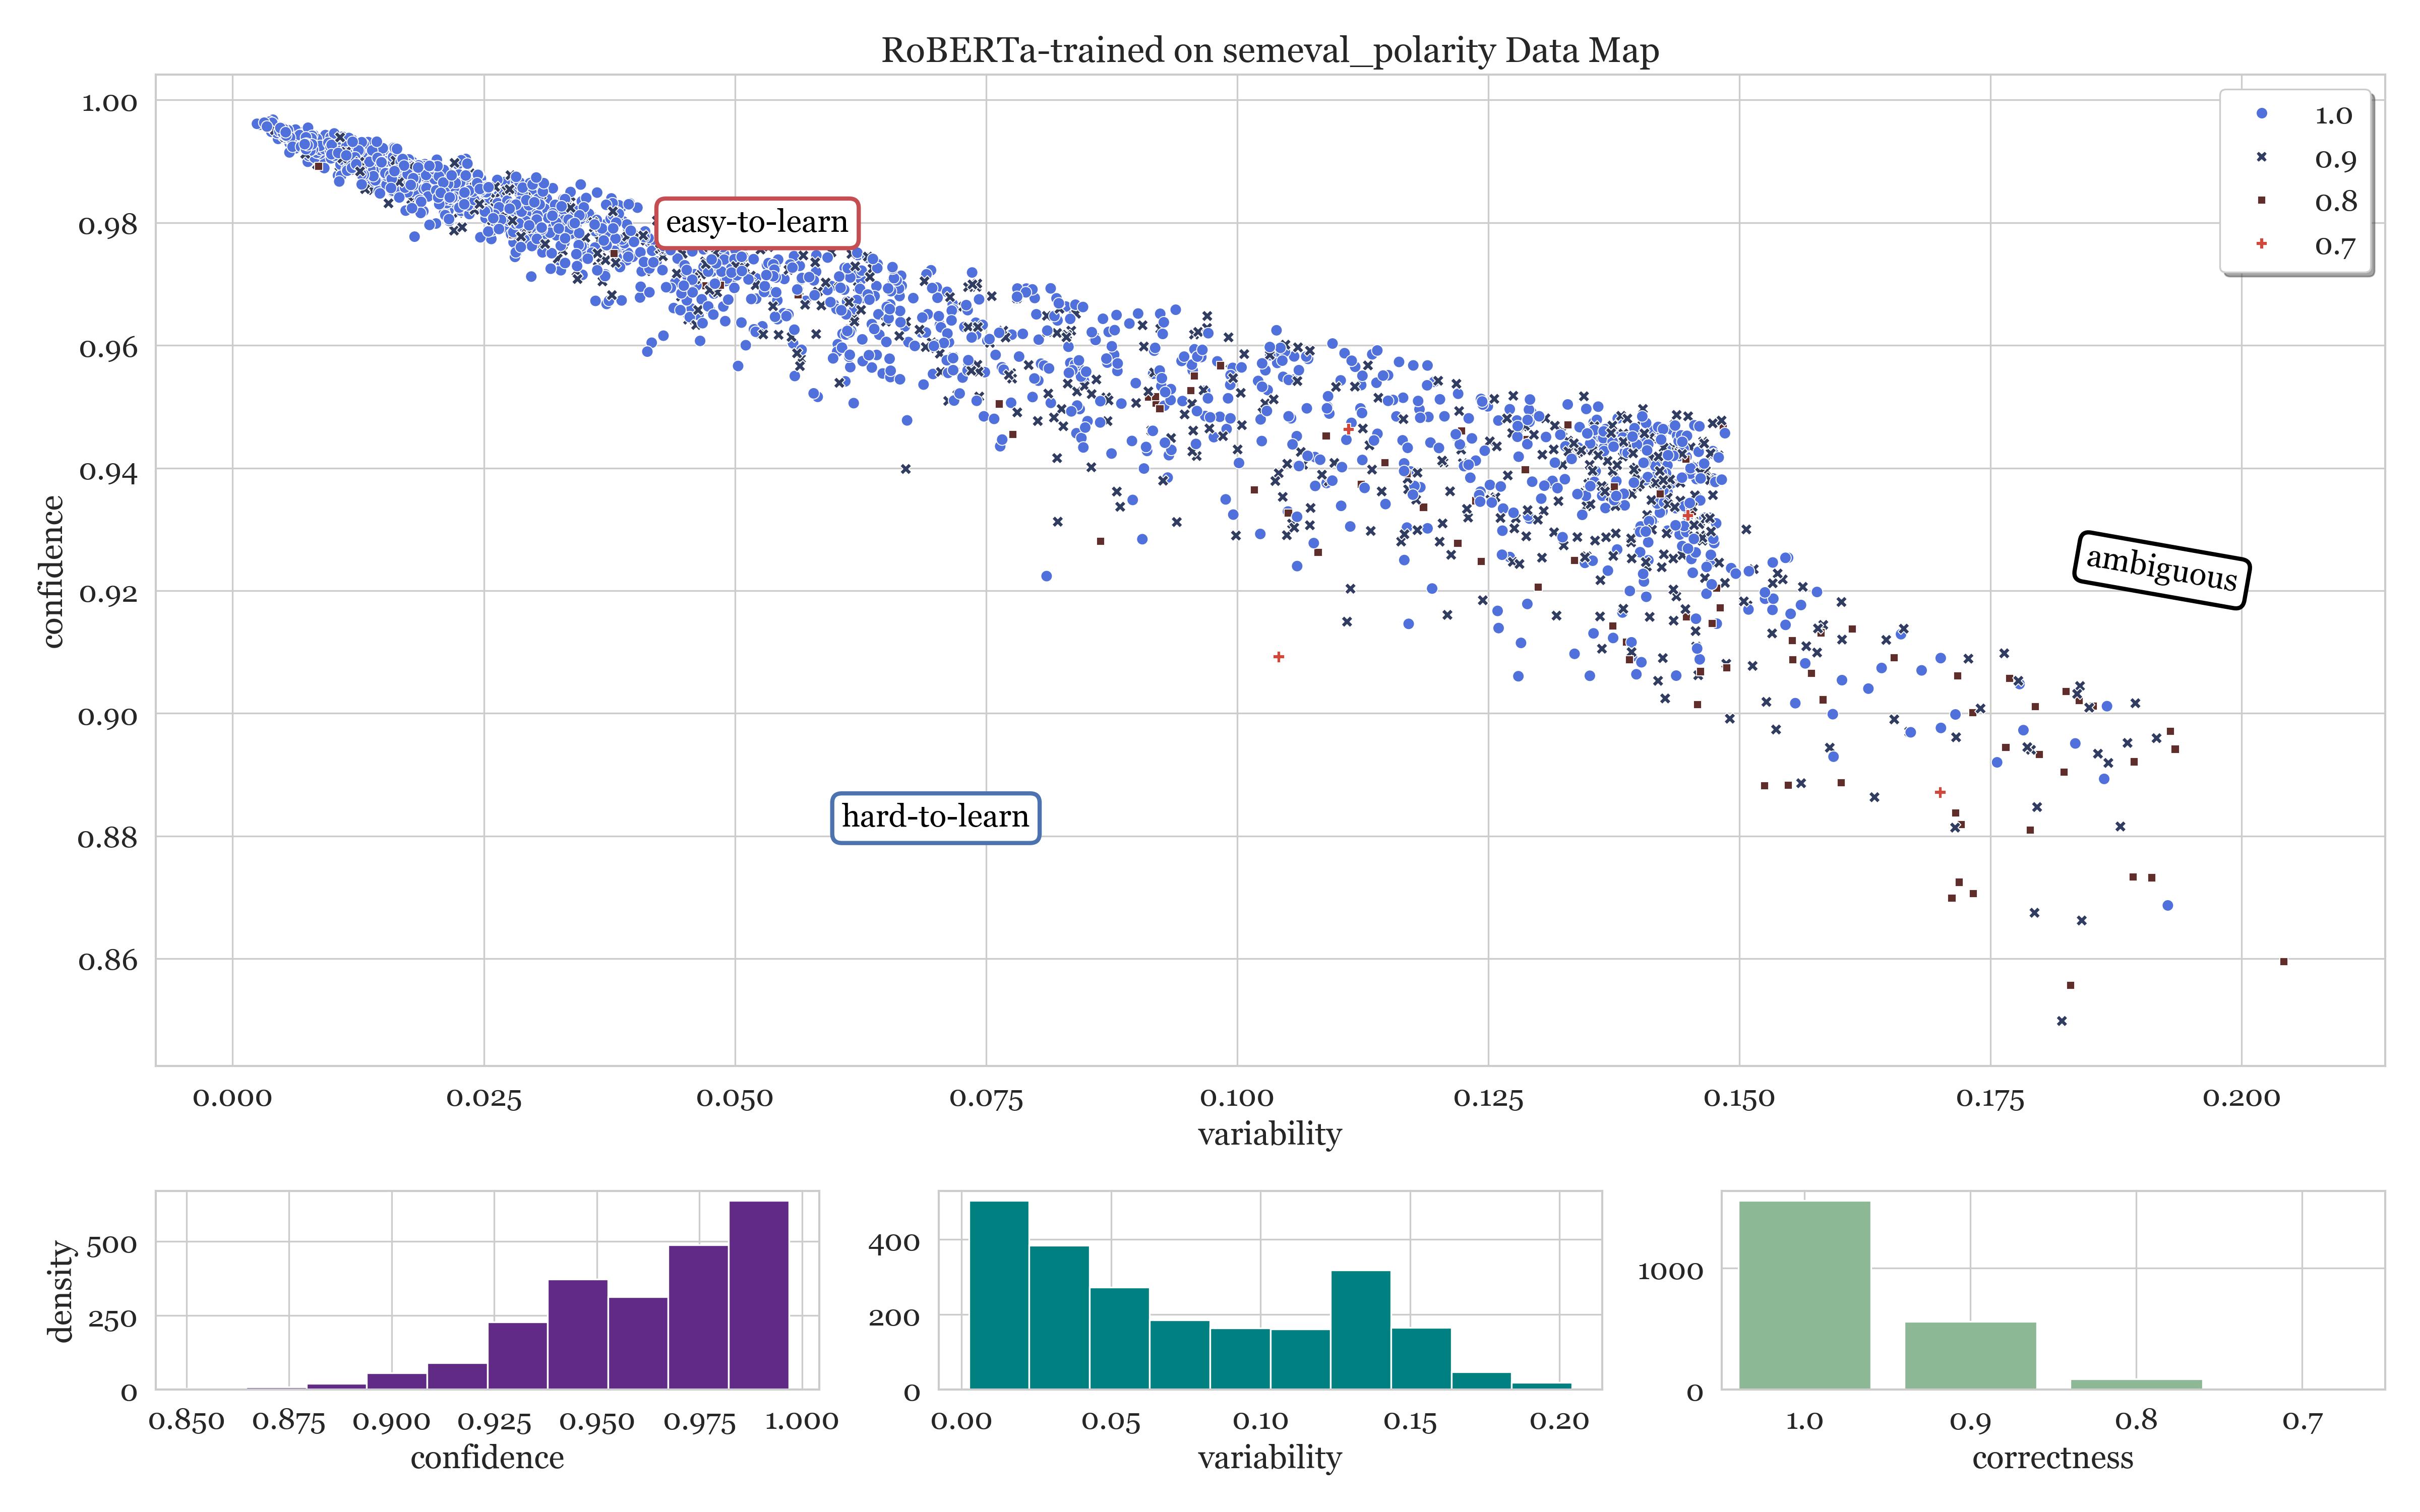 RoBERTa-trained on semeval_polarity Data Map
1.00
0.98
0.96
0.94
0.92
0.90
0.88
0.86
confidence
easy-to-learn
ambiguous
hard-to-learn
1.0
0.9
0.8
0.7
0.000 0.025 0.050 0.075 0.100 0.125 0.150 0.175 0.200
variability
density
500
250
0
0.850 0.875 0.900 0.925 0.950 0.975 1.000
confidence
400
200
0
0.00 0.05 0.10 0.15 0.20
variability
1000
0
1.0 0.9 0.8 0.7
correctness